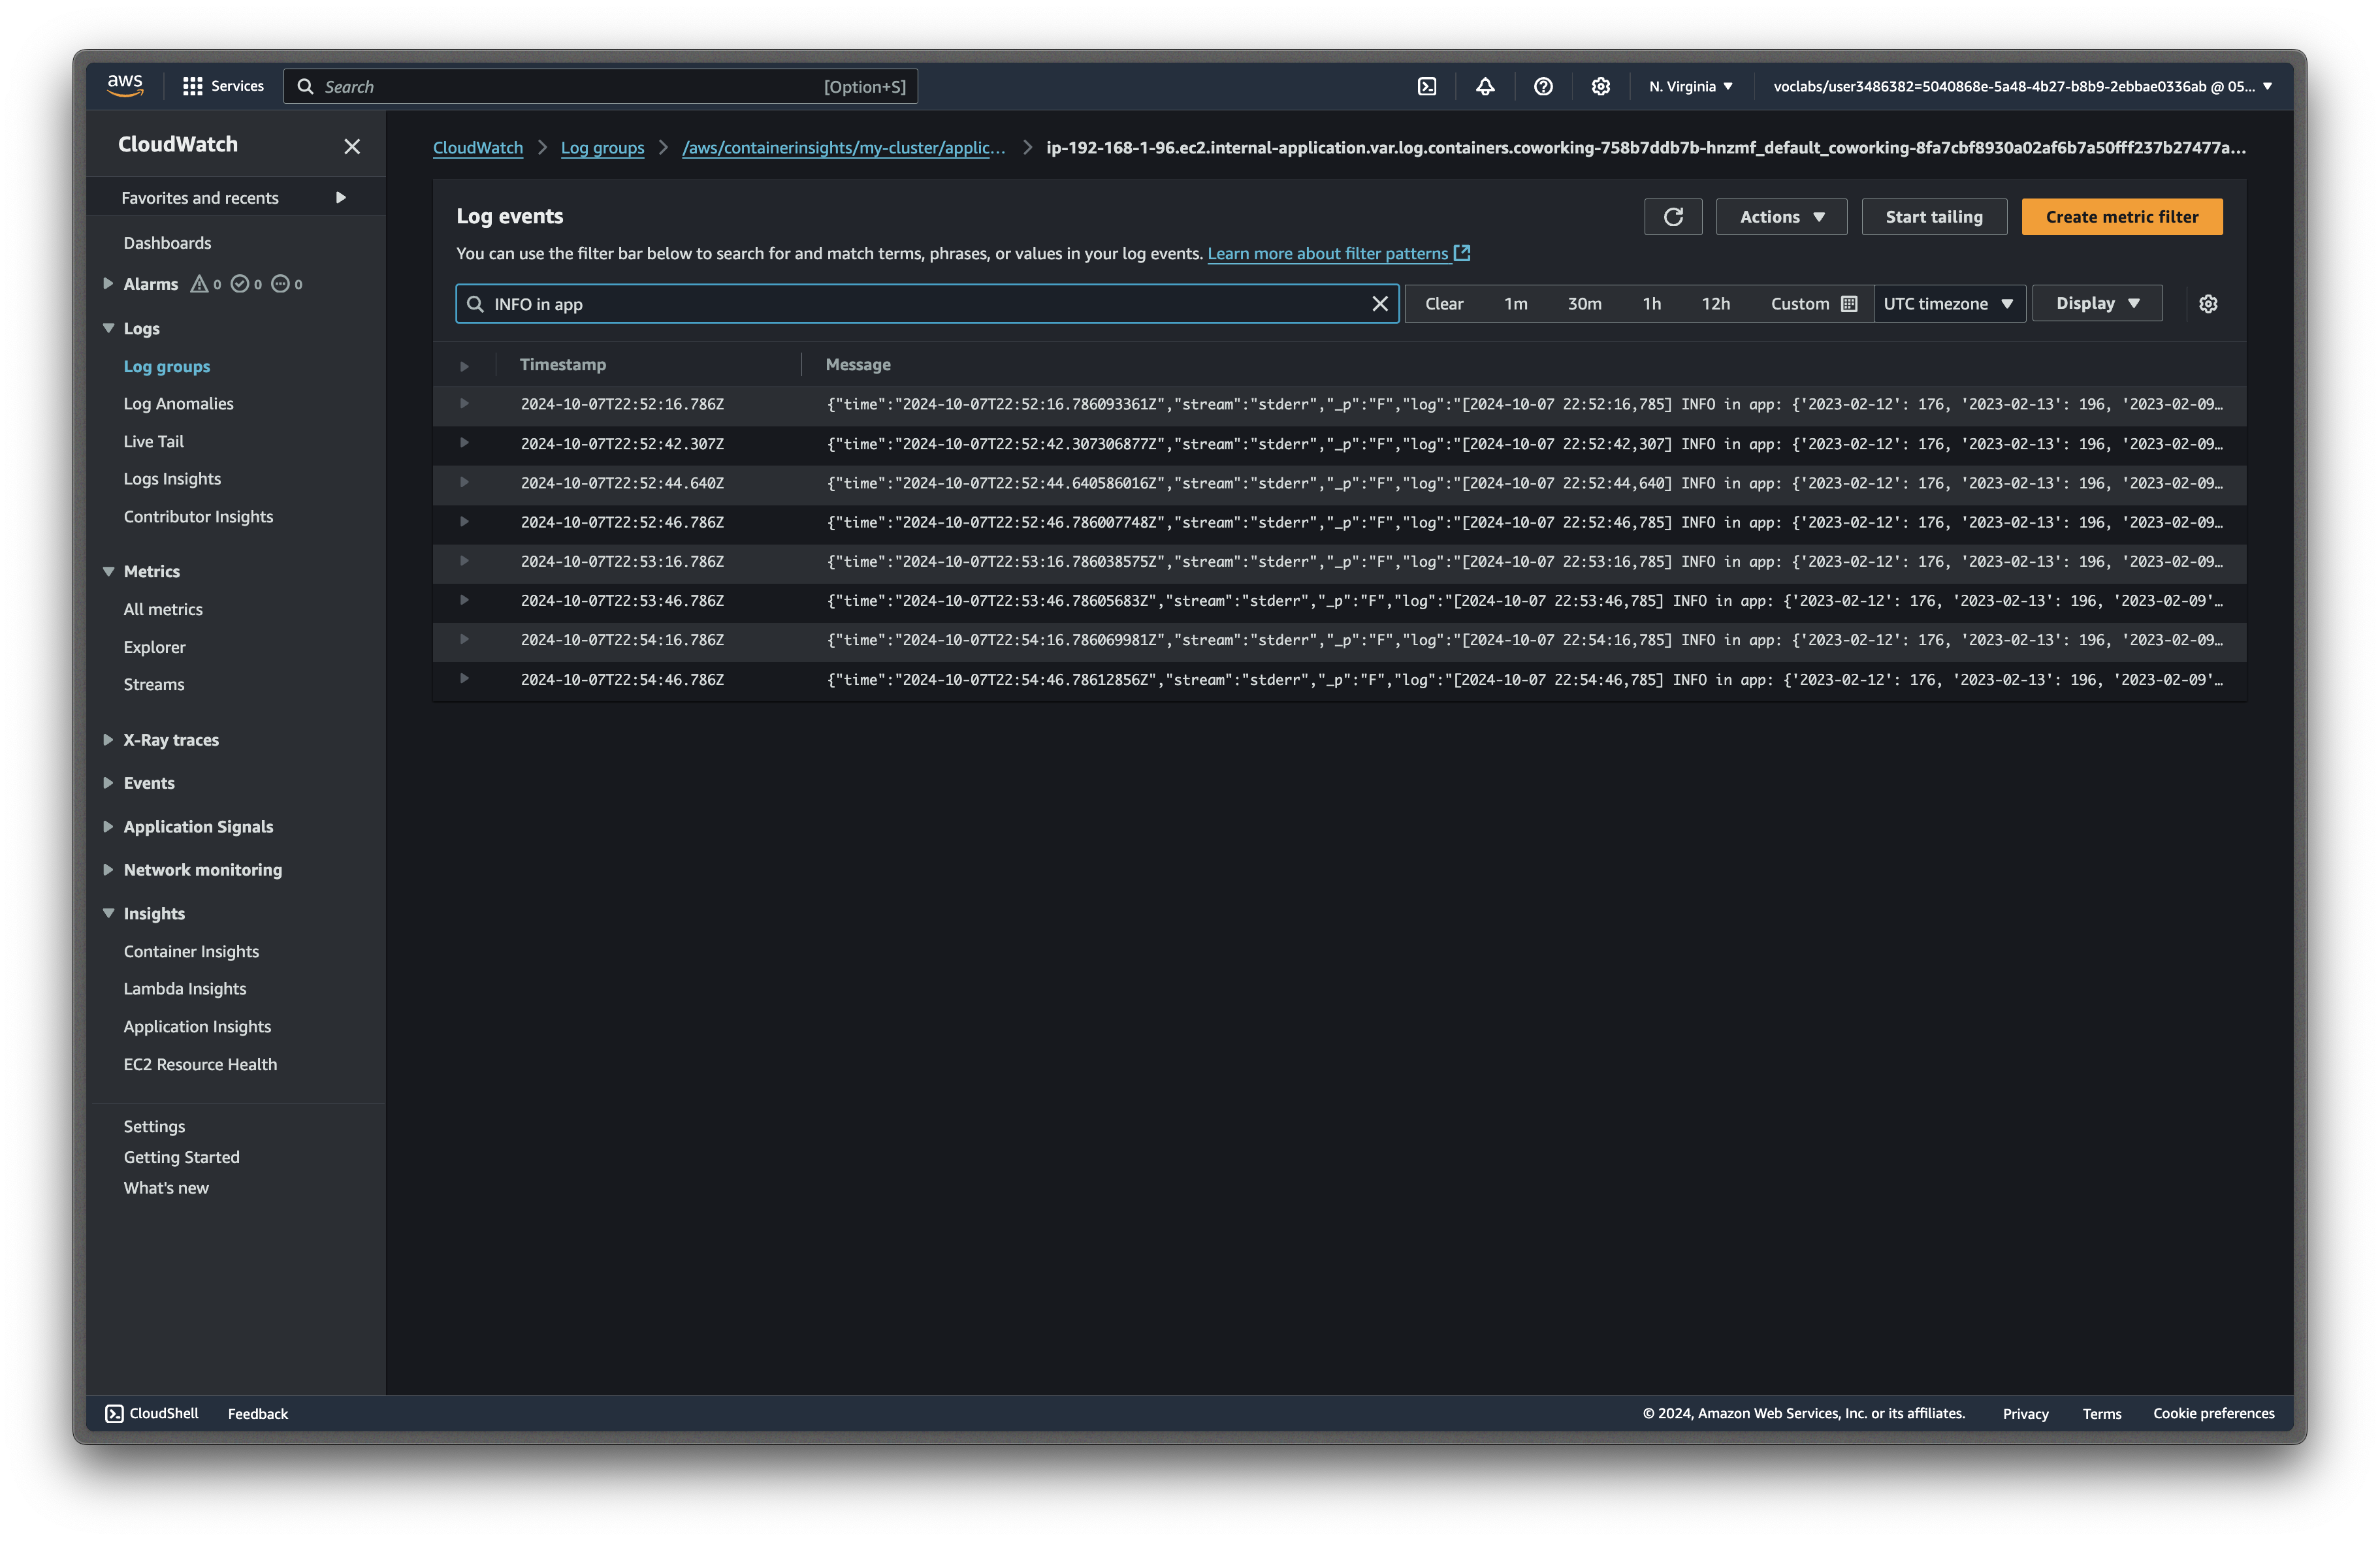 aws Services Search [Option+S] N. Virginia voclabs/user3486382=5040868e-5a48-4b27-b8b9-2ebbae0336ab @ 05...
CloudWatch
Favorites and recents
Dashboards
Alarms 0 0 0
Logs
Log groups
Log Anomalies
Live Tail
Logs Insights
Contributor Insights
Metrics
All metrics
Explorer
Streams
X-Ray traces
Events
Application Signals
Network monitoring
Insights
Container Insights
Lambda Insights
Application Insights
EC2 Resource Health
Settings
Getting Started
What's new
CloudWatch Log groups /aws/containerinsights/my-cluster/applic... ip-192-168-1-96.ec2.internal-application.var.log.containers.coworking-758b7ddb7b-hnzmf_default_coworking-8fa7cbf8930a02af6b7a50fff237b27477a...
Log events
Actions Start tailing Create metric filter
You can use the filter bar below to search for and match terms, phrases, or values in your log events. Learn more about filter patterns
INFO in app Clear 1m 30m 1h 12h Custom UTC timezone Display
Timestamp Message
2024-10-07T22:52:16.786Z {"time":"2024-10-07T22:52:16.786093361Z","stream":"stderr","_p":"F","log":"[2024-10-07 22:52:16,785] INFO in app: {'2023-02-12': 176, '2023-02-13': 196, '2023-02-09...
2024-10-07T22:52:42.307Z {"time":"2024-10-07T22:52:42.307306877Z","stream":"stderr","_p":"F","log":"[2024-10-07 22:52:42,307] INFO in app: {'2023-02-12': 176, '2023-02-13': 196, '2023-02-09...
2024-10-07T22:52:44.640Z {"time":"2024-10-07T22:52:44.640586016Z","stream":"stderr","_p":"F","log":"[2024-10-07 22:52:44,640] INFO in app: {'2023-02-12': 176, '2023-02-13': 196, '2023-02-09...
2024-10-07T22:52:46.786Z {"time":"2024-10-07T22:52:46.786007748Z","stream":"stderr","_p":"F","log":"[2024-10-07 22:52:46,785] INFO in app: {'2023-02-12': 176, '2023-02-13': 196, '2023-02-09...
2024-10-07T22:53:16.786Z {"time":"2024-10-07T22:53:16.786038575Z","stream":"stderr","_p":"F","log":"[2024-10-07 22:53:16,785] INFO in app: {'2023-02-12': 176, '2023-02-13': 196, '2023-02-09...
2024-10-07T22:53:46.786Z {"time":"2024-10-07T22:53:46.78605683Z","stream":"stderr","_p":"F","log":"[2024-10-07 22:53:46,785] INFO in app: {'2023-02-12': 176, '2023-02-13': 196, '2023-02-09'...
2024-10-07T22:54:16.786Z {"time":"2024-10-07T22:54:16.786069981Z","stream":"stderr","_p":"F","log":"[2024-10-07 22:54:16,785] INFO in app: {'2023-02-12': 176, '2023-02-13': 196, '2023-02-09...
2024-10-07T22:54:46.786Z {"time":"2024-10-07T22:54:46.78612856Z","stream":"stderr","_p":"F","log":"[2024-10-07 22:54:46,785] INFO in app: {'2023-02-12': 176, '2023-02-13': 196, '2023-02-09'...
CloudShell Feedback © 2024, Amazon Web Services, Inc. or its affiliates. Privacy Terms Cookie preferences